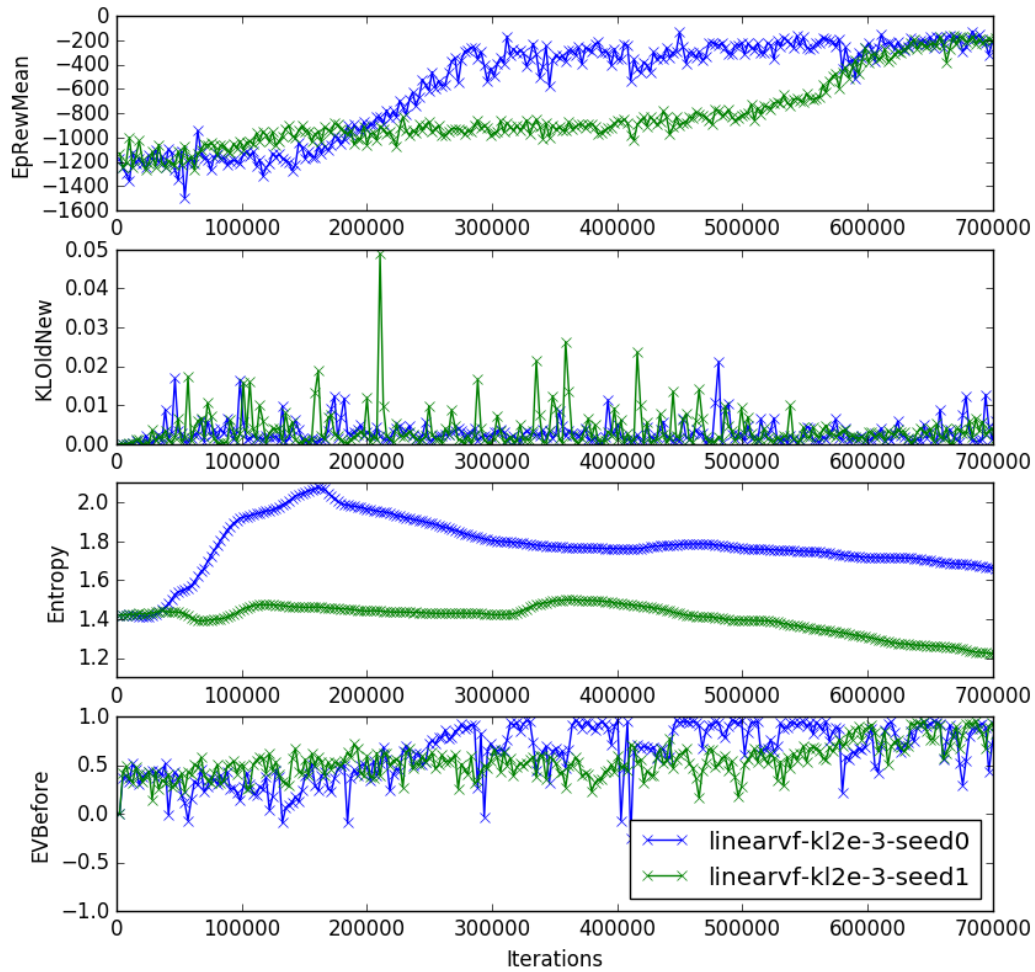 0
−200
−400
−600
−800
−1000
−1200
−1400
−1600
EpRewMean
0 100000 200000 300000 400000 500000 600000 700000
0.05
0.04
0.03
0.02
0.01
0.00
KLOldNew
0 100000 200000 300000 400000 500000 600000 700000
2.0
1.8
1.6
1.4
1.2
Entropy
0 100000 200000 300000 400000 500000 600000 700000
1.0
0.5
0.0
−0.5
−1.0
EVBefore
linearvf-kl2e-3-seed0
linearvf-kl2e-3-seed1
0 100000 200000 300000 400000 500000 600000 700000
Iterations